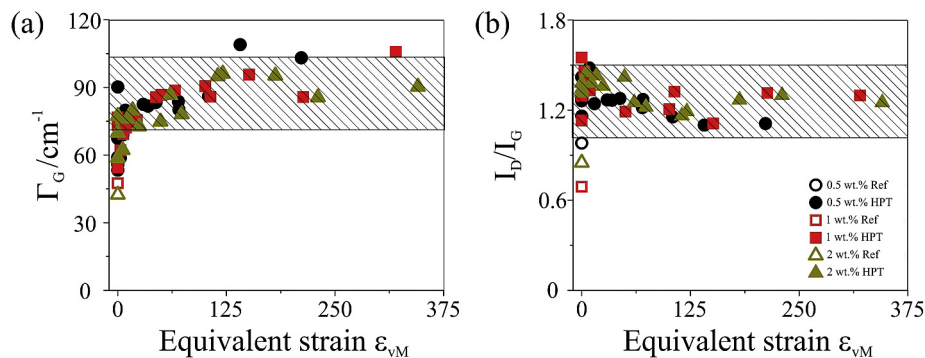 (a)
120
90
60
30
0
Γ_G/cm⁻¹
0 125 250 375
Equivalent strain ε_vM
(b)
1.8
1.2
0.6
0
I_D/I_G
0 125 250 375
Equivalent strain ε_vM
0.5 wt.% Ref
0.5 wt.% HPT
1 wt.% Ref
1 wt.% HPT
2 wt.% Ref
2 wt.% HPT